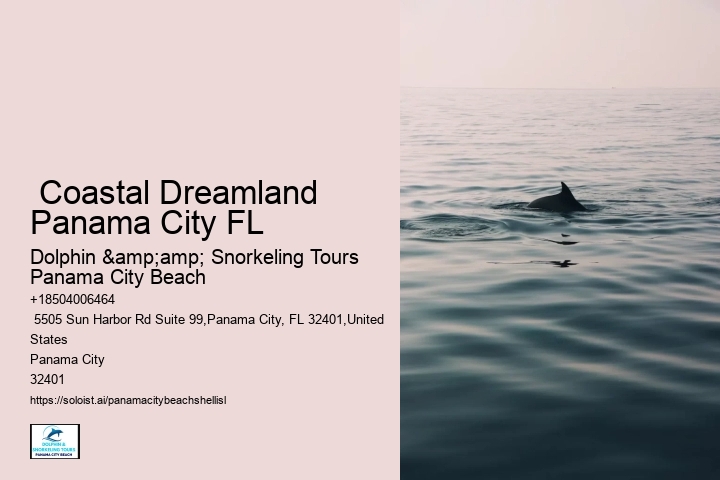 Coastal Dreamland
Panama City FL
Dolphin &amp;amp; Snorkeling Tours
Panama City Beach
+18504006464
5505 Sun Harbor Rd Suite 99,Panama City, FL 32401,United
States
Panama City
32401
https://soloist.ai/panamacitybeachshellisl
DOLPHIN &
SNORKELING TOURS
PANAMA CITY BEACH